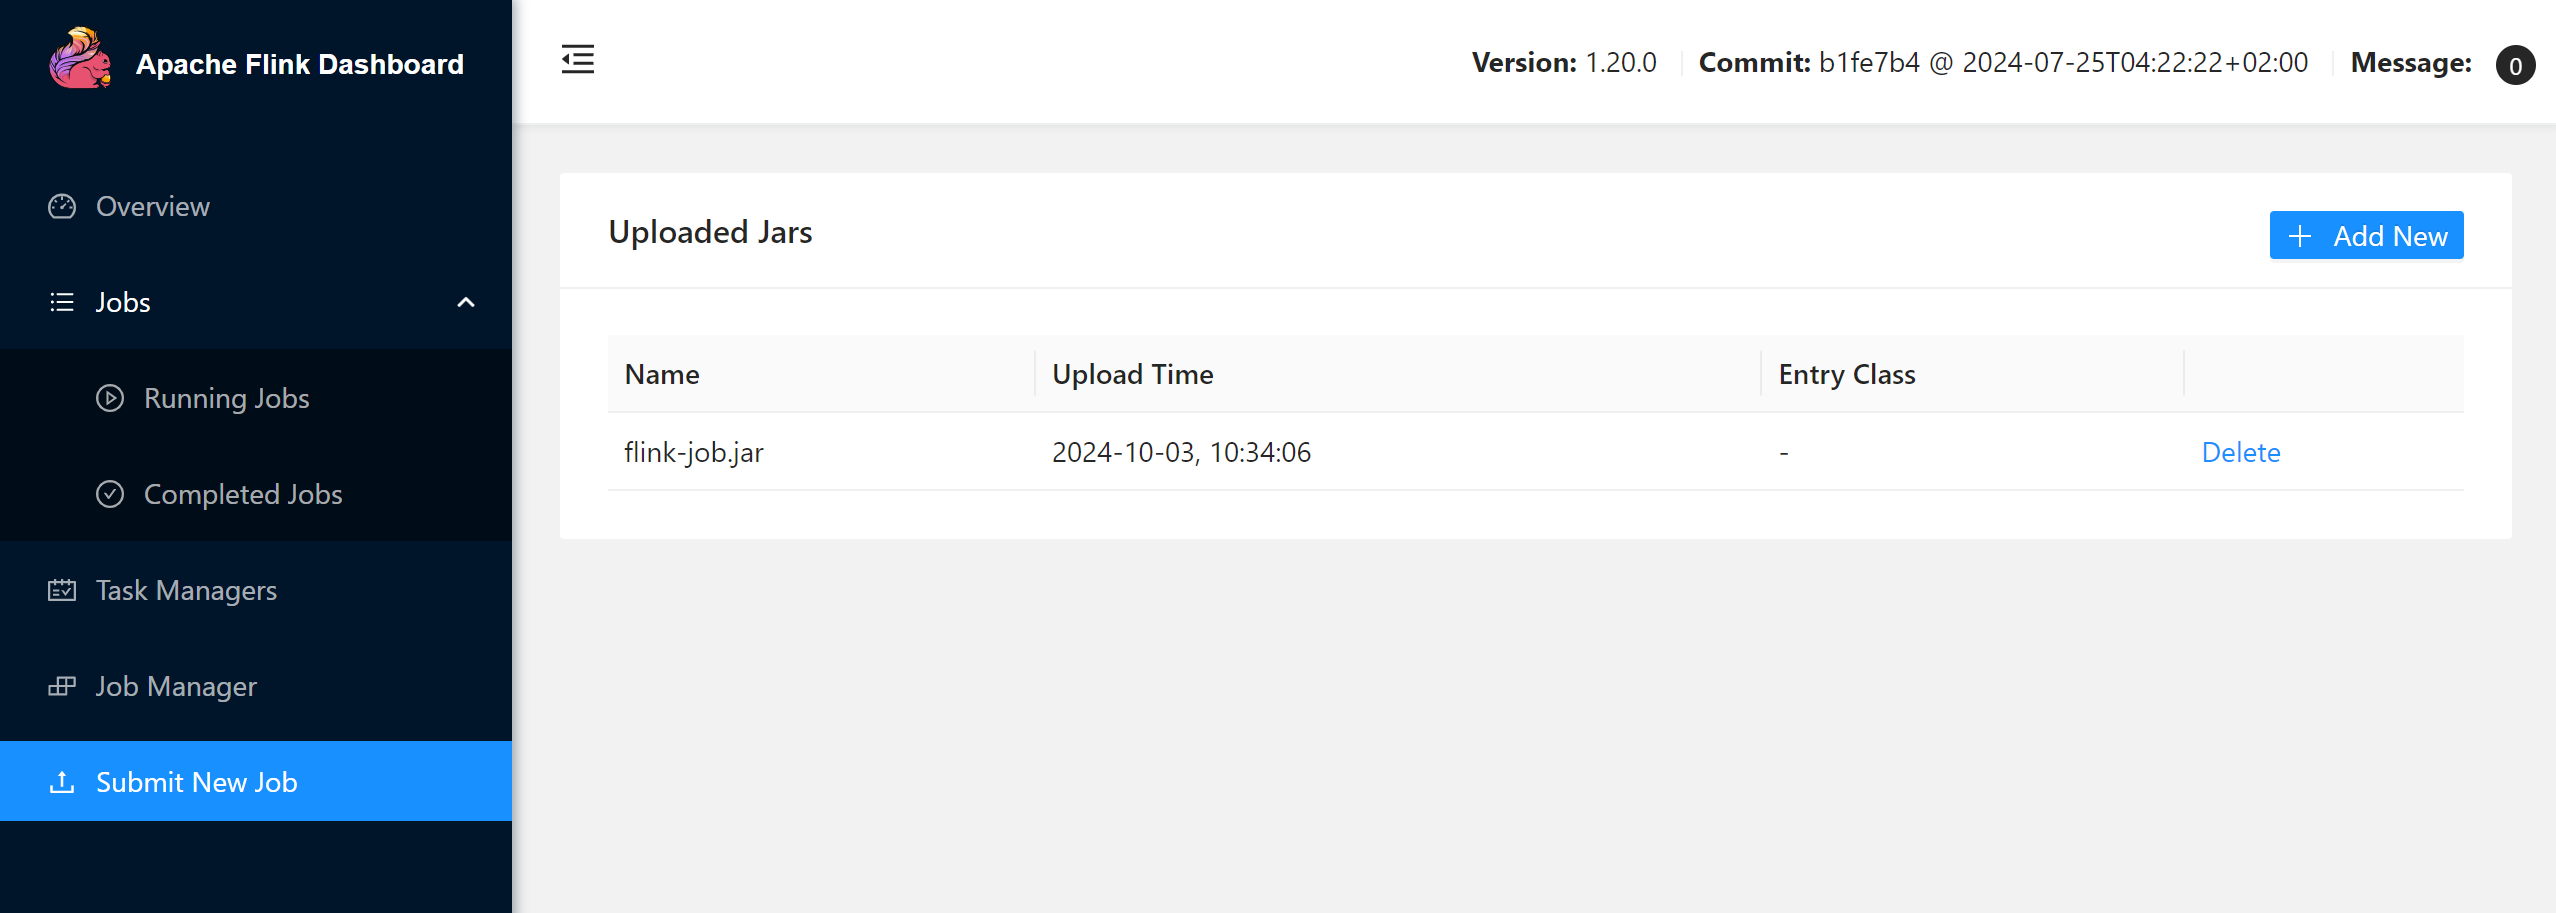 Apache Flink Dashboard
Version: 1.20.0 Commit: b1fe7b4 @ 2024-07-25T04:22:22+02:00 Message: 0
Overview
Jobs
Running Jobs
Completed Jobs
Task Managers
Job Manager
Submit New Job
Uploaded Jars
Add New
Name Upload Time Entry Class
flink-job.jar 2024-10-03, 10:34:06 - Delete